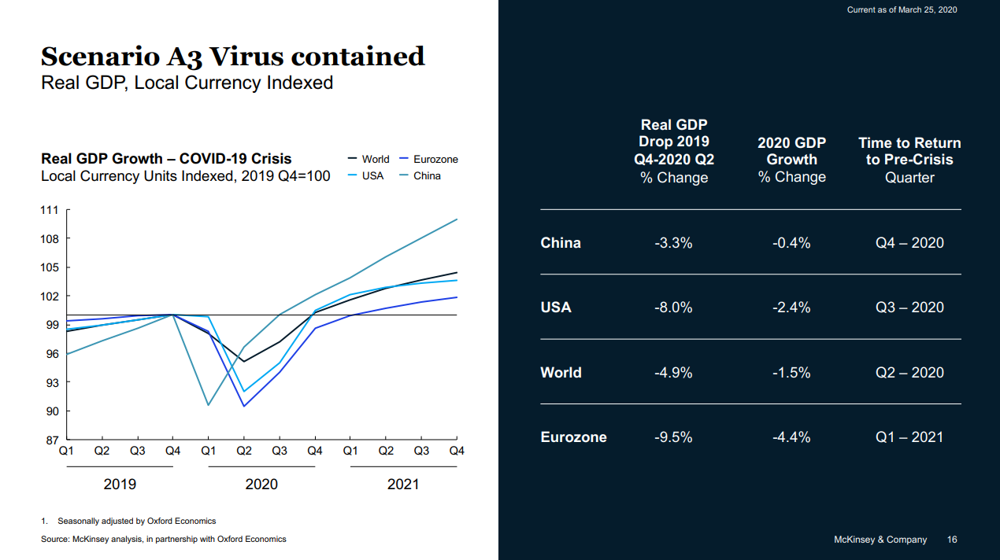 Current as of March 25, 2020
Scenario A3 Virus contained
Real GDP, Local Currency Indexed
Real GDP Growth – COVID-19 Crisis
Local Currency Units Indexed, 2019 Q4=100
World
Eurozone
USA
China
111
108
105
102
99
96
93
90
87
Q1 Q2 Q3 Q4 Q1 Q2 Q3 Q4 Q1 Q2 Q3 Q4
2019 2020 2021
1. Seasonally adjusted by Oxford Economics
Source: McKinsey analysis, in partnership with Oxford Economics
Real GDP
Drop 2019
Q4-2020 Q2
% Change
2020 GDP
Growth
% Change
Time to Return
to Pre-Crisis
Quarter
China -3.3% -0.4% Q4 – 2020
USA -8.0% -2.4% Q3 – 2020
World -4.9% -1.5% Q2 – 2020
Eurozone -9.5% -4.4% Q1 – 2021
McKinsey & Company 16